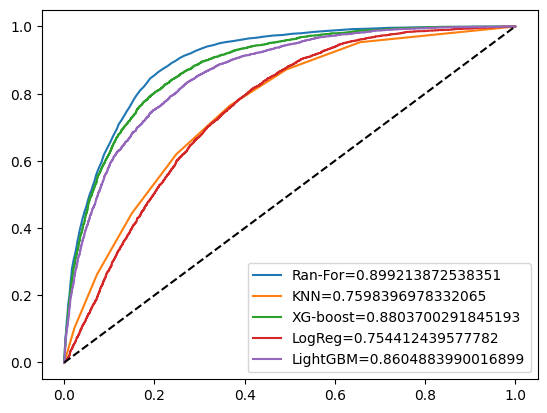 1.0
0.8
0.6
0.4
0.2
0.0
0.0 0.2 0.4 0.6 0.8 1.0
Ran-For=0.899213872538351
KNN=0.7598396978332065
XG-boost=0.8803700291845193
LogReg=0.754412439577782
LightGBM=0.8604883990016899